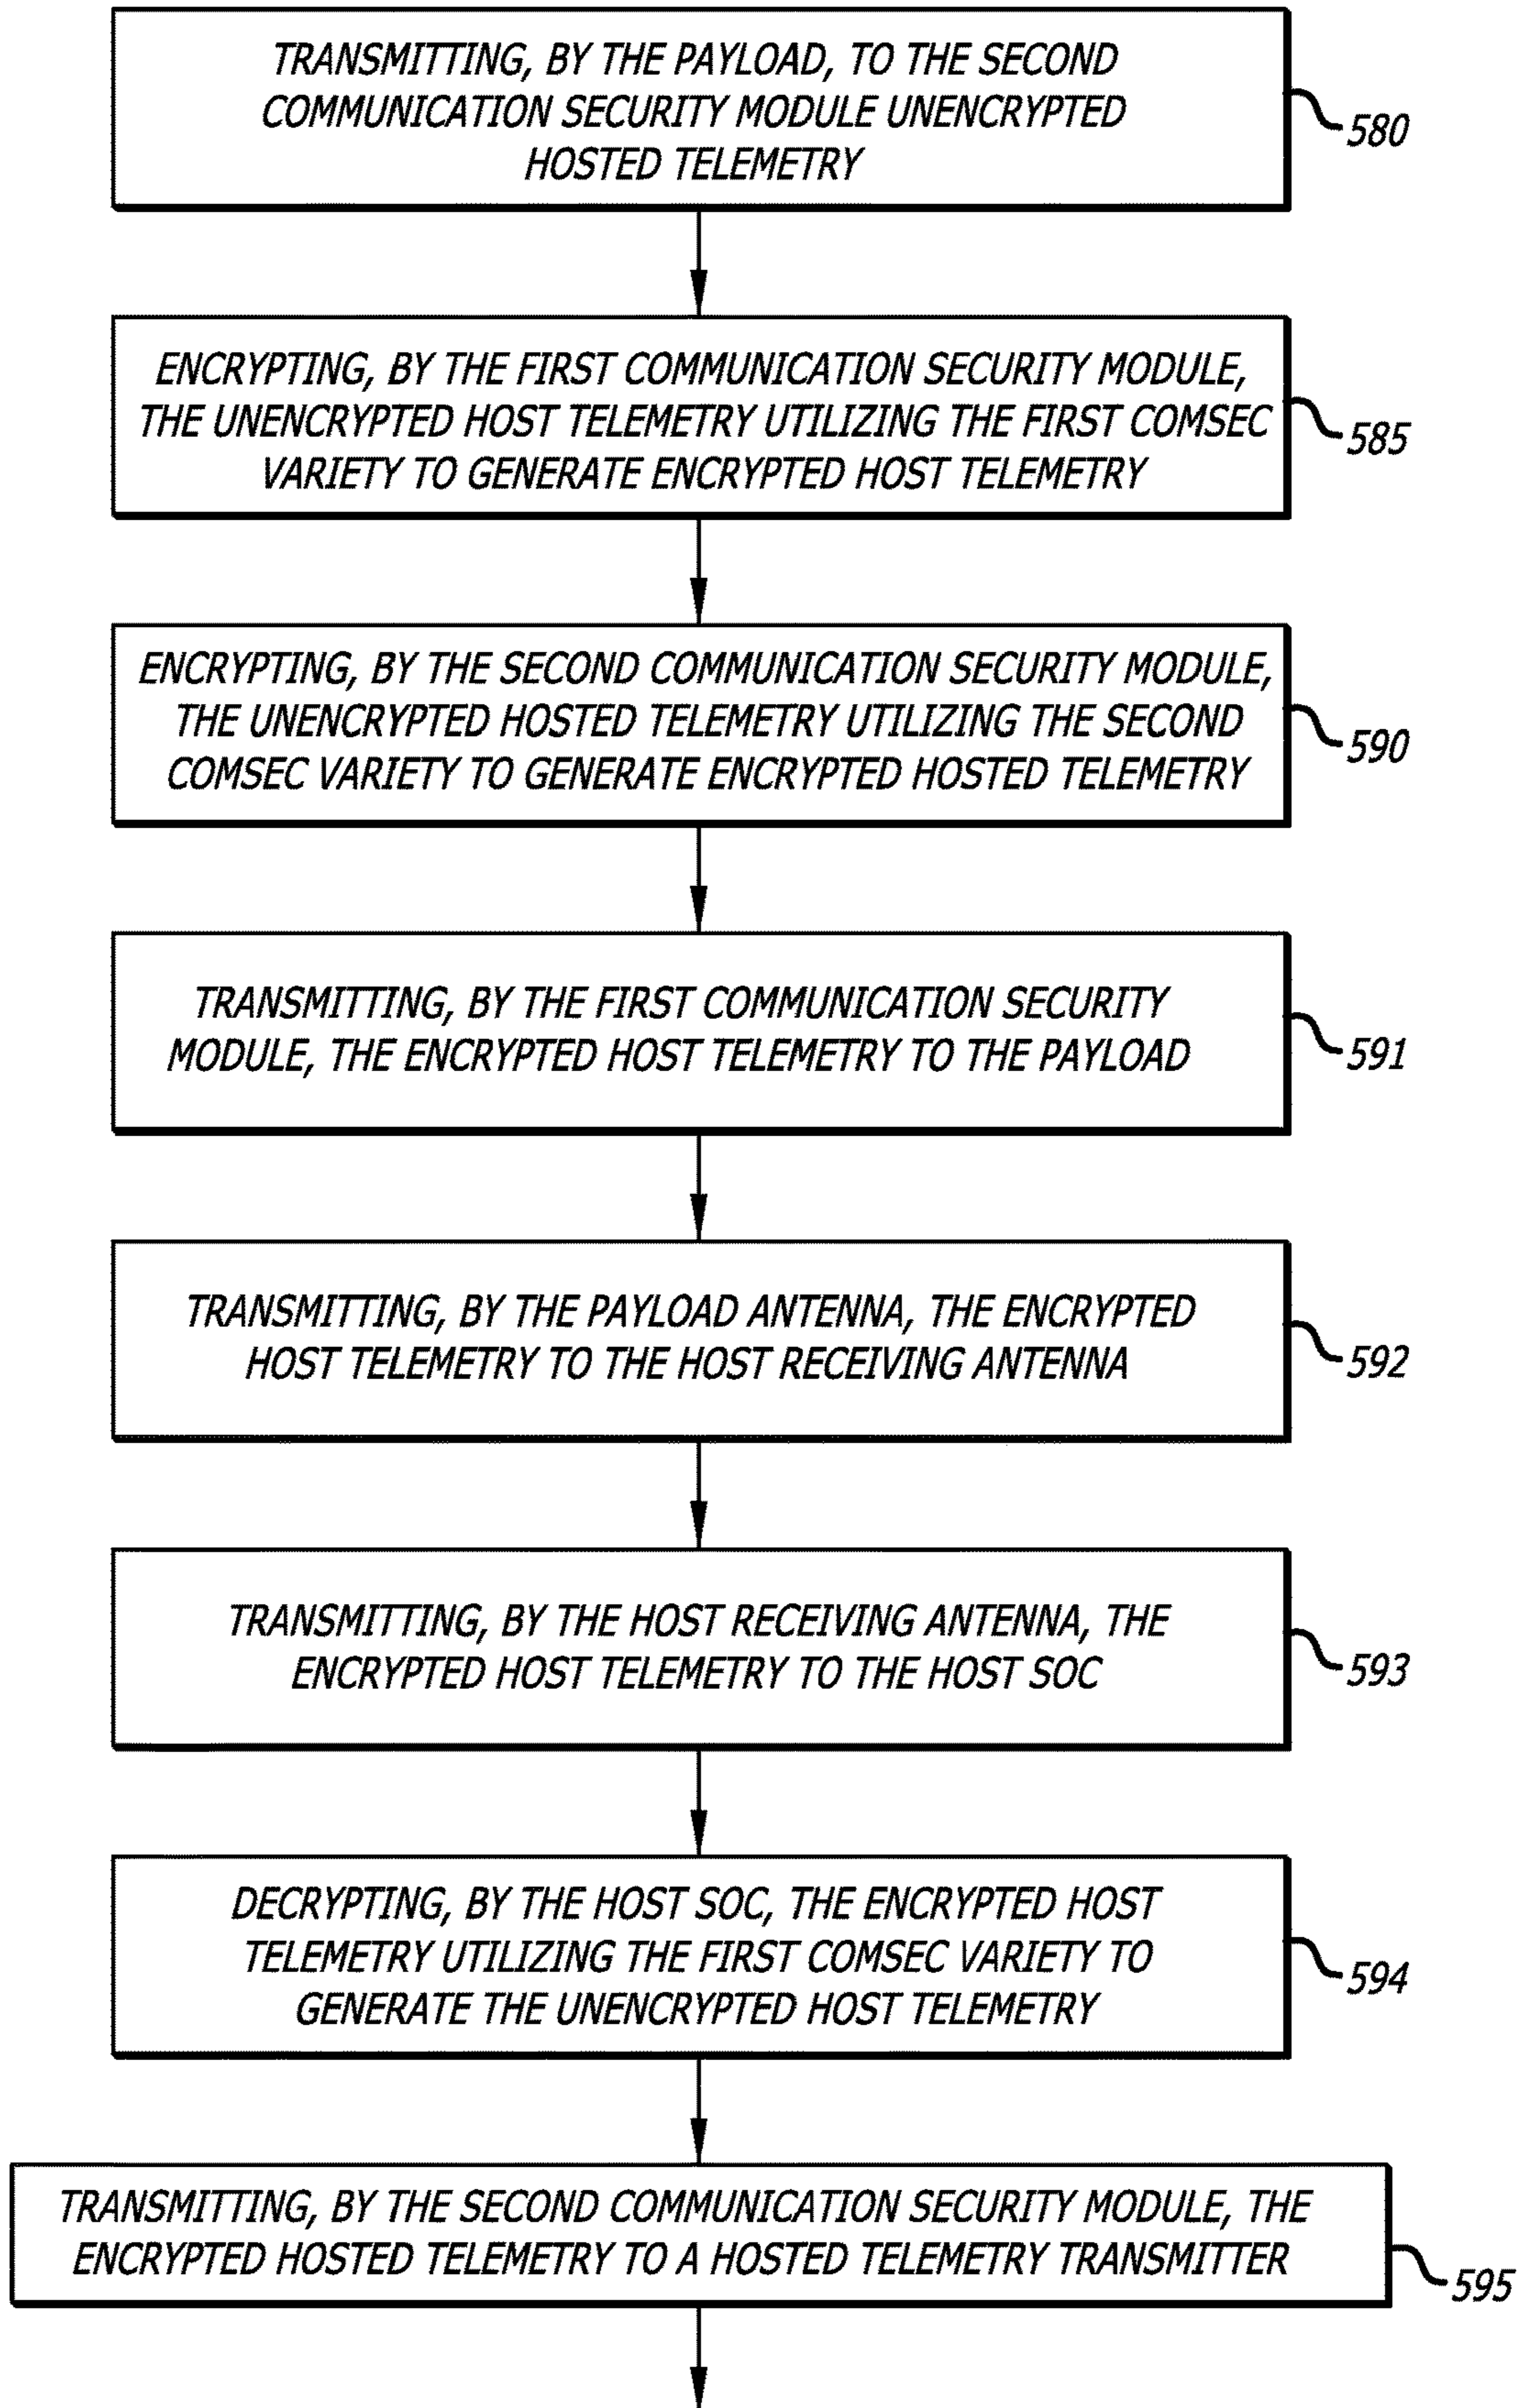 TRANSMITTING, BY THE PAYLOAD, TO THE SECOND
COMMUNICATION SECURITY MODULE UNENCRYPTED
HOSTED TELEMETRY
580
ENCRYPTING, BY THE FIRST COMMUNICATION SECURITY MODULE,
THE UNENCRYPTED HOST TELEMETRY UTILIZING THE FIRST COMSEC
VARIETY TO GENERATE ENCRYPTED HOST TELEMETRY
585
ENCRYPTING, BY THE SECOND COMMUNICATION SECURITY MODULE,
THE UNENCRYPTED HOSTED TELEMETRY UTILIZING THE SECOND
COMSEC VARIETY TO GENERATE ENCRYPTED HOSTED TELEMETRY
590
TRANSMITTING, BY THE FIRST COMMUNICATION SECURITY
MODULE, THE ENCRYPTED HOST TELEMETRY TO THE PAYLOAD
591
TRANSMITTING, BY THE PAYLOAD ANTENNA, THE ENCRYPTED
HOST TELEMETRY TO THE HOST RECEIVING ANTENNA
592
TRANSMITTING, BY THE HOST RECEIVING ANTENNA, THE
ENCRYPTED HOST TELEMETRY TO THE HOST SOC
593
DECRYPTING, BY THE HOST SOC, THE ENCRYPTED HOST
TELEMETRY UTILIZING THE FIRST COMSEC VARIETY TO
GENERATE THE UNENCRYPTED HOST TELEMETRY
594
TRANSMITTING, BY THE SECOND COMMUNICATION SECURITY MODULE, THE
ENCRYPTED HOSTED TELEMETRY TO A HOSTED TELEMETRY TRANSMITTER
595